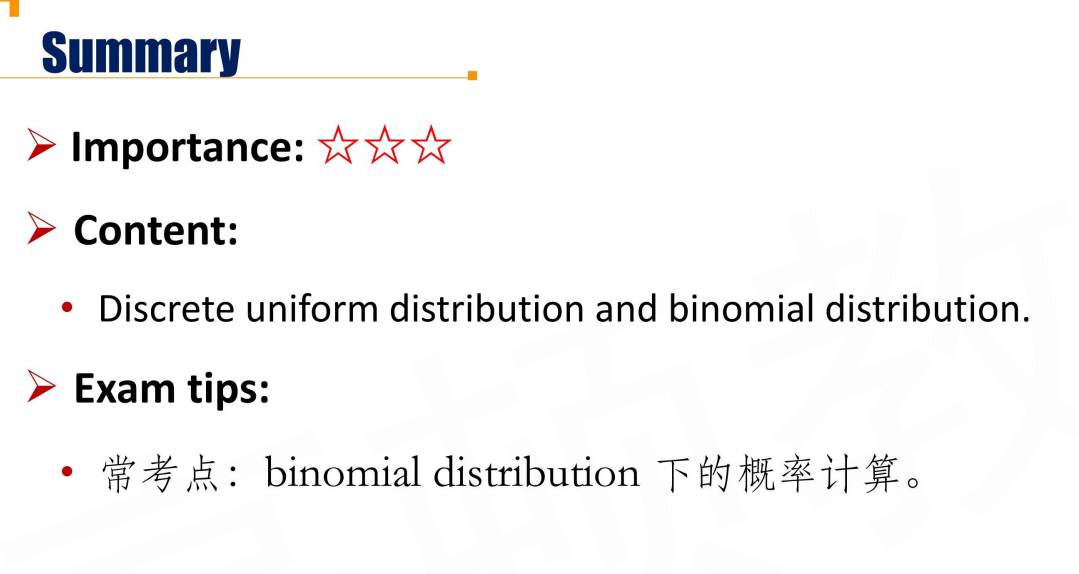 Summary
Importance: ☆☆☆
Content:
Discrete uniform distribution and binomial distribution.
Exam tips:
常考点：binomial distribution 下的概率计算。